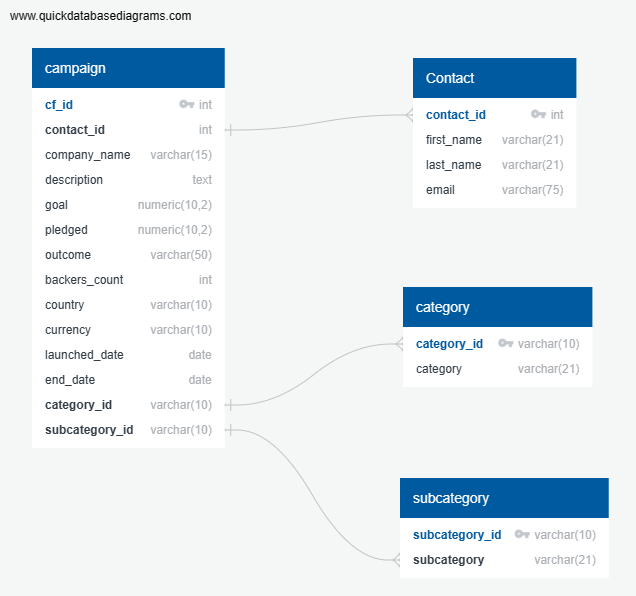 www.quickdatabasediagrams.com
campaign
cf_id int
contact_id int
company_name varchar(15)
description text
goal numeric(10,2)
pledged numeric(10,2)
outcome varchar(50)
backers_count int
country varchar(10)
currency varchar(10)
launched_date date
end_date date
category_id varchar(10)
subcategory_id varchar(10)
Contact
contact_id int
first_name varchar(21)
last_name varchar(21)
email varchar(75)
category
category_id varchar(10)
category varchar(21)
subcategory
subcategory_id varchar(10)
subcategory varchar(21)